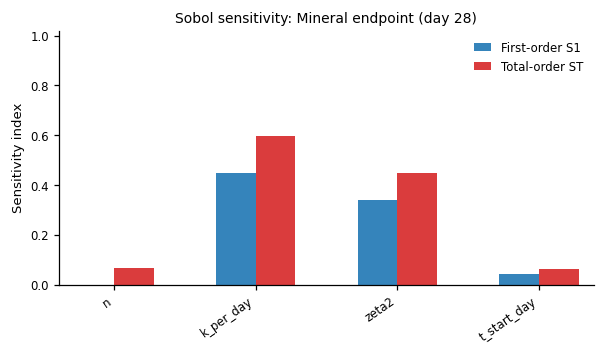 Sobol sensitivity: Mineral endpoint (day 28)
First-order S1
Total-order ST
Sensitivity index
1.0
0.8
0.6
0.4
0.2
0.0
n
k_per_day
zeta2
t_start_day